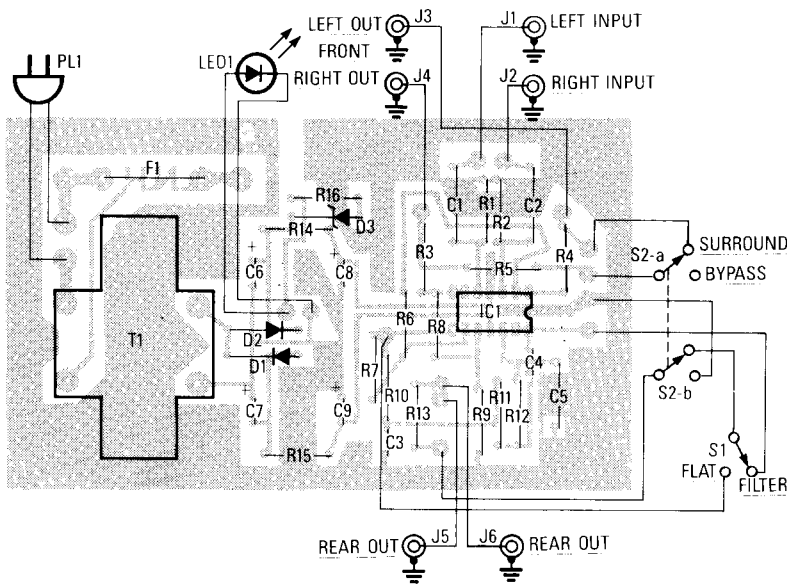 LEFT OUT
J3
J1
LEFT INPUT
PL1
LED1
FRONT
RIGHT OUT
J4
J2
RIGHT INPUT
F1
R16
D3
R14
C1
R1
R2
C2
R3
R4
S2-a
SURROUND
BYPASS
+
C6
+
C8
R5
T1
R6
R8
IC1
D2
D1
R7
C4
S2-b
+
C7
+
C9
R10
R13
R9
R11
R12
C5
C3
R15
S1
FLAT
FILTER
J5
J6
REAR OUT
REAR OUT